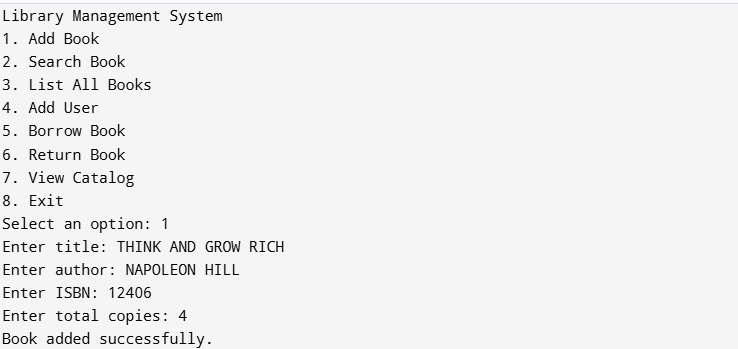 Library Management System
1. Add Book
2. Search Book
3. List All Books
4. Add User
5. Borrow Book
6. Return Book
7. View Catalog
8. Exit
Select an option: 1
Enter title: THINK AND GROW RICH
Enter author: NAPOLEON HILL
Enter ISBN: 12406
Enter total copies: 4
Book added successfully.